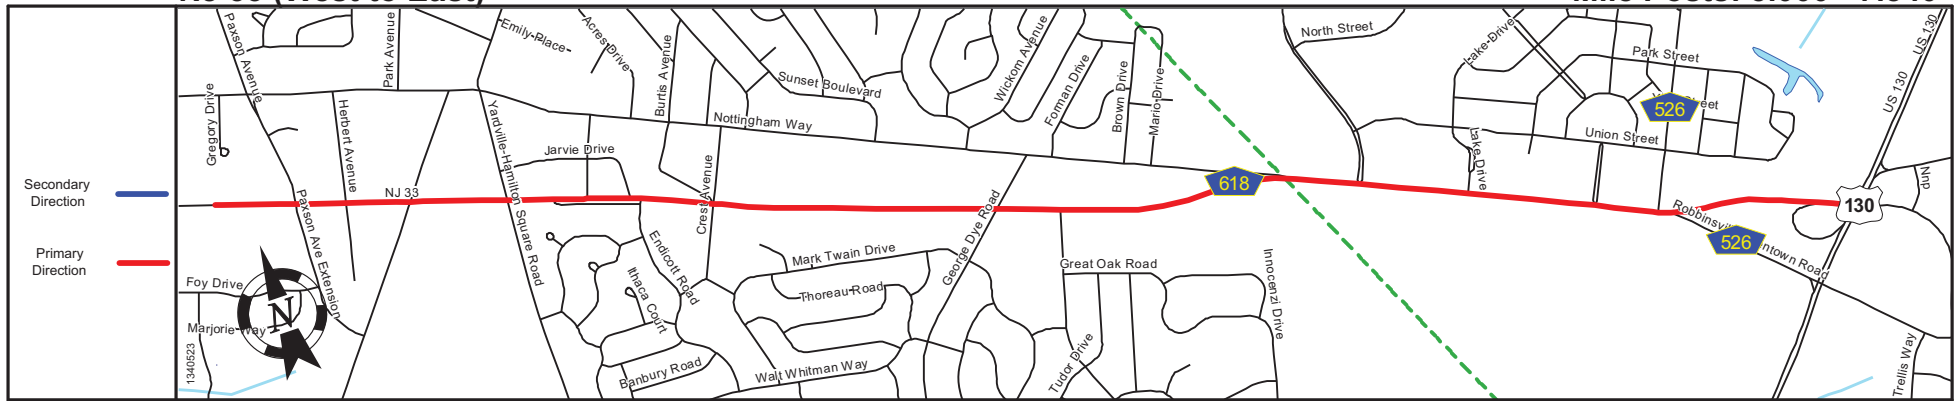 Secondary
Direction
Primary
Direction
Paxson Avenue
Park Avenue
Emily Place
Acres Drive
Burtis Avenue
Sunset Boulevard
Wickom Avenue
Forman Drive
Brown Drive
Mario Drive
North Street
Lake Drive
Park Street
526
US 130
US 130
Gregory Drive
Herbert Avenue
Yardville-Hamilton Square Road
Nottingham Way
Jarvie Drive
Union Street
Lake Drive
Nnp
NJ 33
Crest Avenue
618
130
Paxson Ave Extension
Endicott Road
Ithaca Court
Mark Twain Drive
Thoreau Road
George Dye Road
Great Oak Road
Innocenzi Drive
526
Foy Drive
N
Marjorie Way
1340523
Banbury Road
Walt Whitman Way
Tudor Drive
Trellis Way